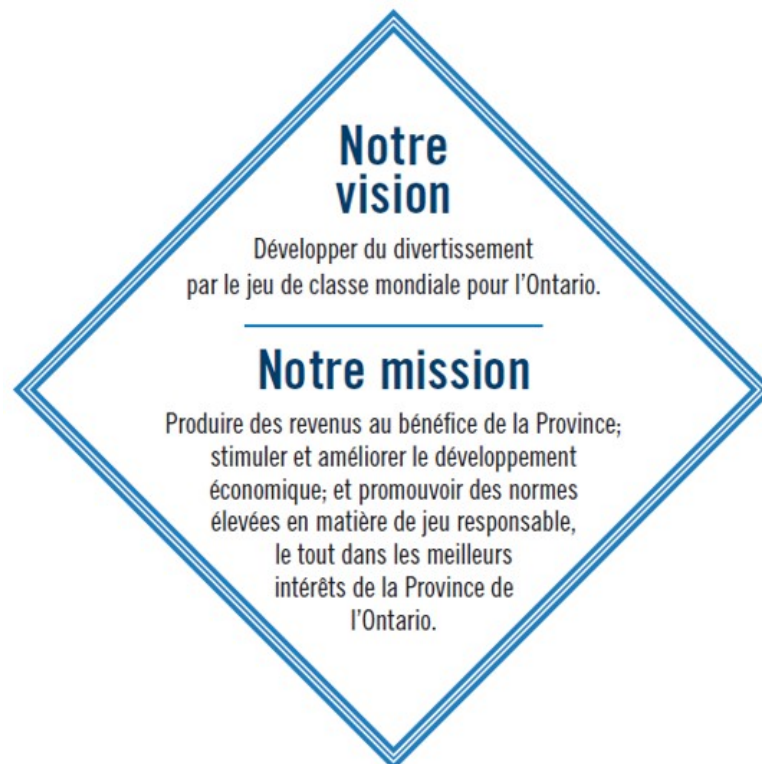 Notre
vision
Développer du divertissement
par le jeu de classe mondiale pour l’Ontario.
Notre mission
Produire des revenus au bénéfice de la Province;
stimuler et améliorer le développement
économique; et promouvoir des normes
élevées en matière de jeu responsable,
le tout dans les meilleurs
intérêts de la Province de
l’Ontario.